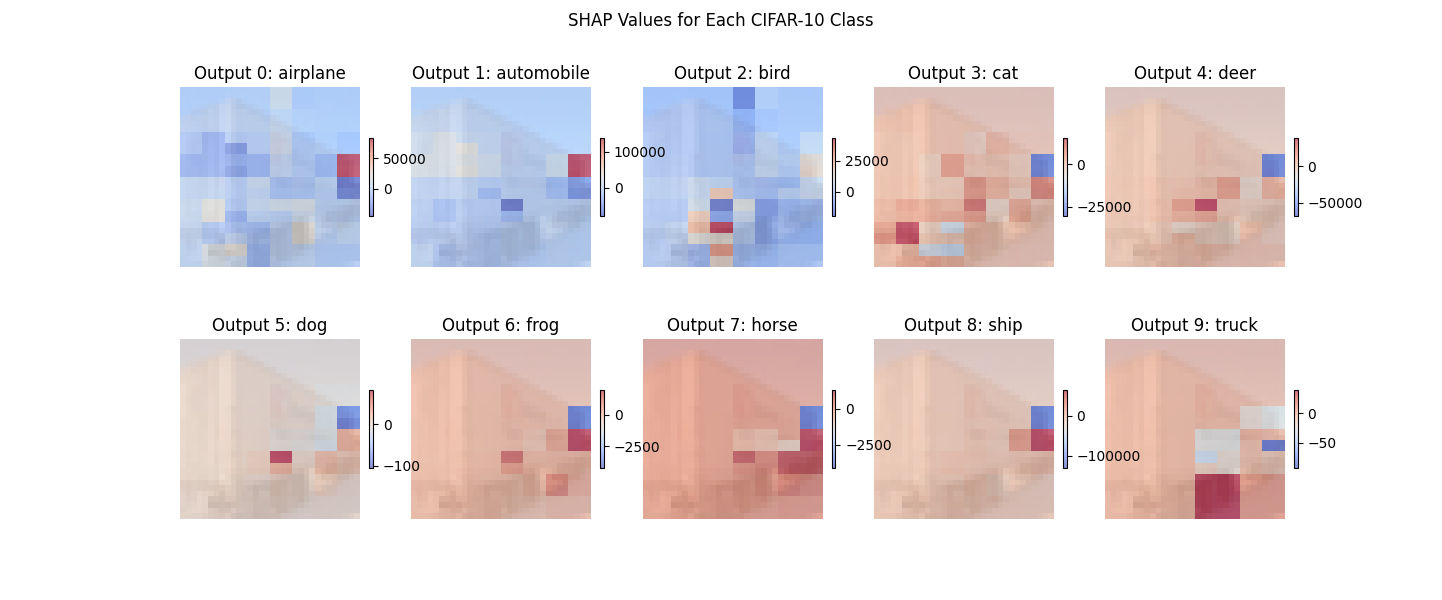 SHAP Values for Each CIFAR-10 Class
Output 0: airplane
50000
0
Output 1: automobile
100000
0
Output 2: bird
25000
0
Output 3: cat
0
−25000
Output 4: deer
0
−50000
Output 5: dog
0
−100
Output 6: frog
0
−2500
Output 7: horse
0
−2500
Output 8: ship
0
−100000
Output 9: truck
0
−50